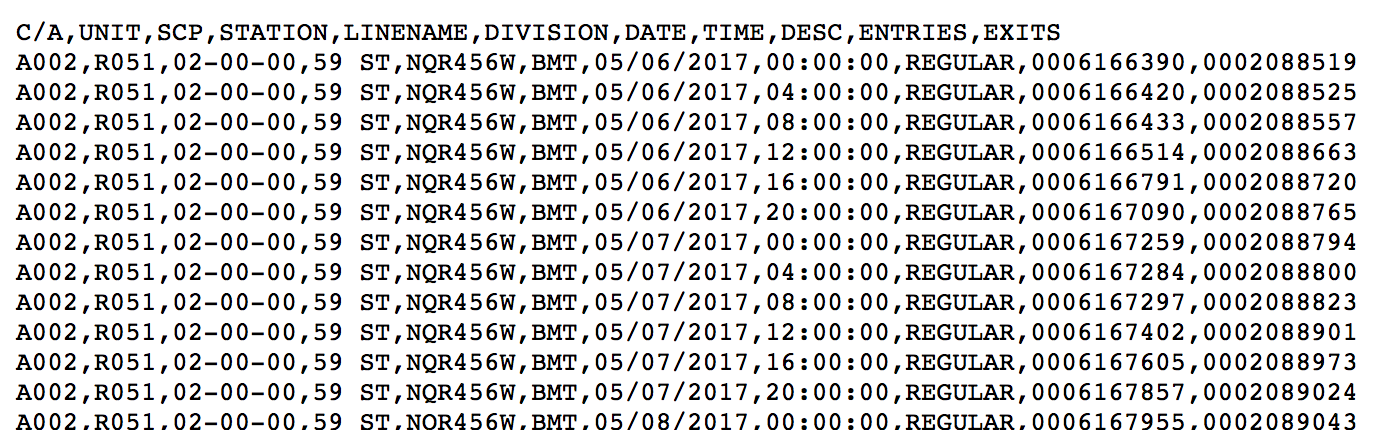 C/A,UNIT,SCP,STATION,LINENAME,DIVISION,DATE,TIME,DESC,ENTRIES,EXITS
A002,R051,02-00-00,59 ST,NQR456W,BMT,05/06/2017,00:00:00,REGULAR,0006166390,0002088519
A002,R051,02-00-00,59 ST,NQR456W,BMT,05/06/2017,04:00:00,REGULAR,0006166420,0002088525
A002,R051,02-00-00,59 ST,NQR456W,BMT,05/06/2017,08:00:00,REGULAR,0006166433,0002088557
A002,R051,02-00-00,59 ST,NQR456W,BMT,05/06/2017,12:00:00,REGULAR,0006166514,0002088663
A002,R051,02-00-00,59 ST,NQR456W,BMT,05/06/2017,16:00:00,REGULAR,0006166791,0002088720
A002,R051,02-00-00,59 ST,NQR456W,BMT,05/06/2017,20:00:00,REGULAR,0006167090,0002088765
A002,R051,02-00-00,59 ST,NQR456W,BMT,05/07/2017,00:00:00,REGULAR,0006167259,0002088794
A002,R051,02-00-00,59 ST,NQR456W,BMT,05/07/2017,04:00:00,REGULAR,0006167284,0002088800
A002,R051,02-00-00,59 ST,NQR456W,BMT,05/07/2017,08:00:00,REGULAR,0006167297,0002088823
A002,R051,02-00-00,59 ST,NQR456W,BMT,05/07/2017,12:00:00,REGULAR,0006167402,0002088901
A002,R051,02-00-00,59 ST,NQR456W,BMT,05/07/2017,16:00:00,REGULAR,0006167605,0002088973
A002,R051,02-00-00,59 ST,NQR456W,BMT,05/07/2017,20:00:00,REGULAR,0006167857,0002089024
A002,R051,02-00-00,59 ST,NQR456W,BMT,05/08/2017,00:00:00,REGULAR,0006167955,0002089043